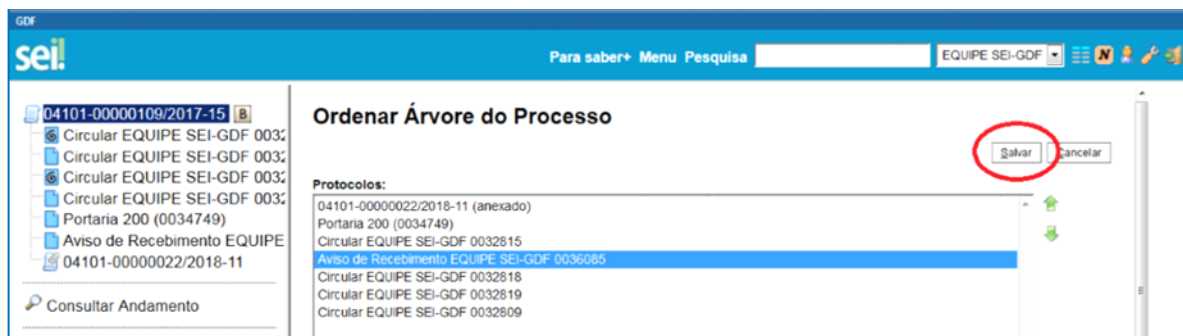 GDF
sei!
Para saber+ Menu Pesquisa
EQUIPE SEI-GDF
N
04101-00000109/2017-15 B
Circular EQUIPE SEI-GDF 0032
Circular EQUIPE SEI-GDF 0032
Circular EQUIPE SEI-GDF 0032
Circular EQUIPE SEI-GDF 0032
Portaria 200 (0034749)
Aviso de Recebimento EQUIPE
04101-00000022/2018-11
Consultar Andamento
Ordenar Árvore do Processo
Salvar Cancelar
Protocolos:
04101-00000022/2018-11 (anexado)
Portaria 200 (0034749)
Circular EQUIPE SEI-GDF 0032815
Aviso de Recebimento EQUIPE SEI-GDF 0036085
Circular EQUIPE SEI-GDF 0032818
Circular EQUIPE SEI-GDF 0032819
Circular EQUIPE SEI-GDF 0032809